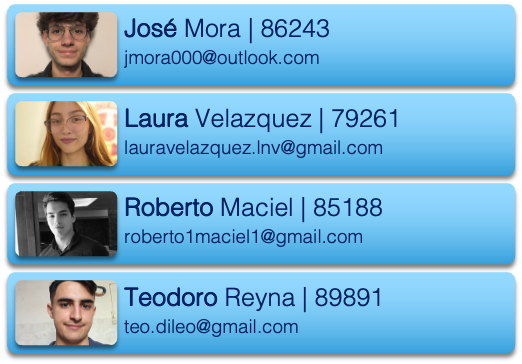 José Mora | 86243
jmora000@outlook.com
Laura Velazquez | 79261
lauravelazquez.lnv@gmail.com
Roberto Maciel | 85188
roberto1maciel1@gmail.com
Teodoro Reyna | 89891
teo.dileo@gmail.com